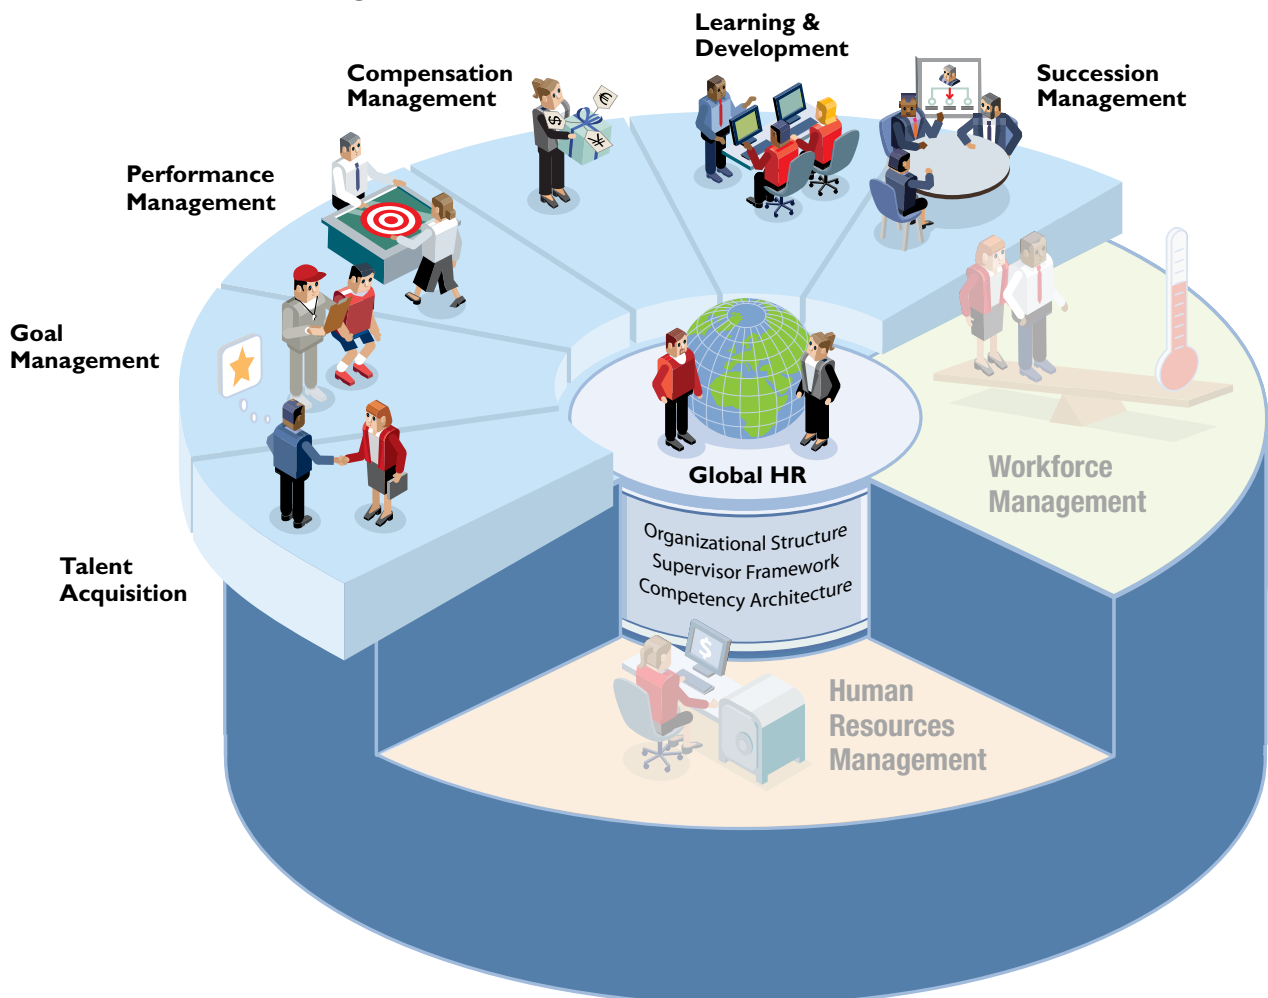 Learning &
Development
Compensation
Management
Succession
Management
Performance
Management
Goal
Management
Talent
Acquisition
€
$
Global HR
Organizational Structure
Supervisor Framework
Competency Architecture
Workforce
Management
$
Human
Resources
Management